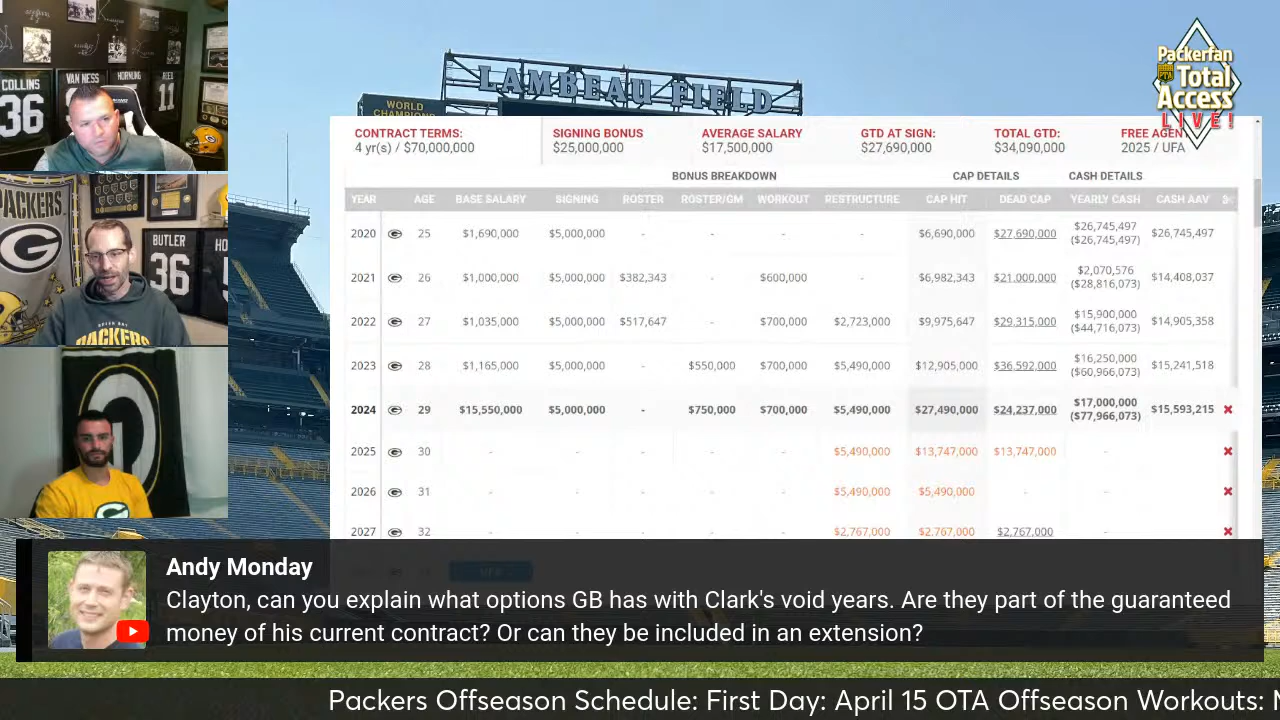 LAMBEAU FIELD
WORLD
CHAMPIONS
Packerfan
PTA
Total
Access
LIVE!
COLLINS
36
VAN NESS
HORNUNG
ALEX
11
PACKERS
G
BUTLER
36
PACKERS
CONTRACT TERMS: SIGNING BONUS AVERAGE SALARY GTD AT SIGN: TOTAL GTD: FREE AGEN
4 yr(s) / $70,000,000 $25,000,000 $17,500,000 $27,690,000 $34,090,000 2025 / UFA
BONUS BREAKDOWN CAP DETAILS CASH DETAILS
YEAR AGE BASE SALARY SIGNING ROSTER ROSTER/GM WORKOUT RESTRUCTURE CAP HIT DEAD CAP YEARLY CASH CASH AAV
2020 25 $1,690,000 $5,000,000 - - - - $6,690,000 $27,690,000 $26,745,497 ($26,745,497) $26,745,497
2021 26 $1,000,000 $5,000,000 $382,343 - $600,000 - $6,982,343 $21,000,000 $2,070,576 ($28,816,073) $14,408,037
2022 27 $1,035,000 $5,000,000 $517,647 - $700,000 $2,723,000 $9,975,647 $29,315,000 $15,900,000 ($44,716,073) $14,905,358
2023 28 $1,165,000 $5,000,000 - $550,000 $700,000 $5,490,000 $12,905,000 $36,592,000 $16,250,000 ($60,966,073) $15,241,518
2024 29 $15,550,000 $5,000,000 - $750,000 $700,000 $5,490,000 $27,490,000 $24,237,000 $17,000,000 ($77,966,073) $15,593,215
2025 30 - - - - - $5,490,000 $13,747,000 $13,747,000 -
2026 31 - - - - - $5,490,000 $5,490,000 - -
2027 32 - - - - - $2,767,000 $2,767,000 $2,767,000 -
UFA
Andy Monday
Clayton, can you explain what options GB has with Clark's void years. Are they part of the guaranteed
money of his current contract? Or can they be included in an extension?
Packers Offseason Schedule: First Day: April 15 OTA Offseason Workouts: